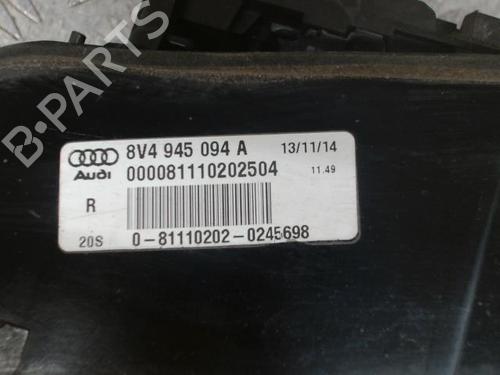 B-PARTS
8V4 945 094 A 13/11/14
Audi 000081110202504 11.49
R
20S 0-81110202-0245698